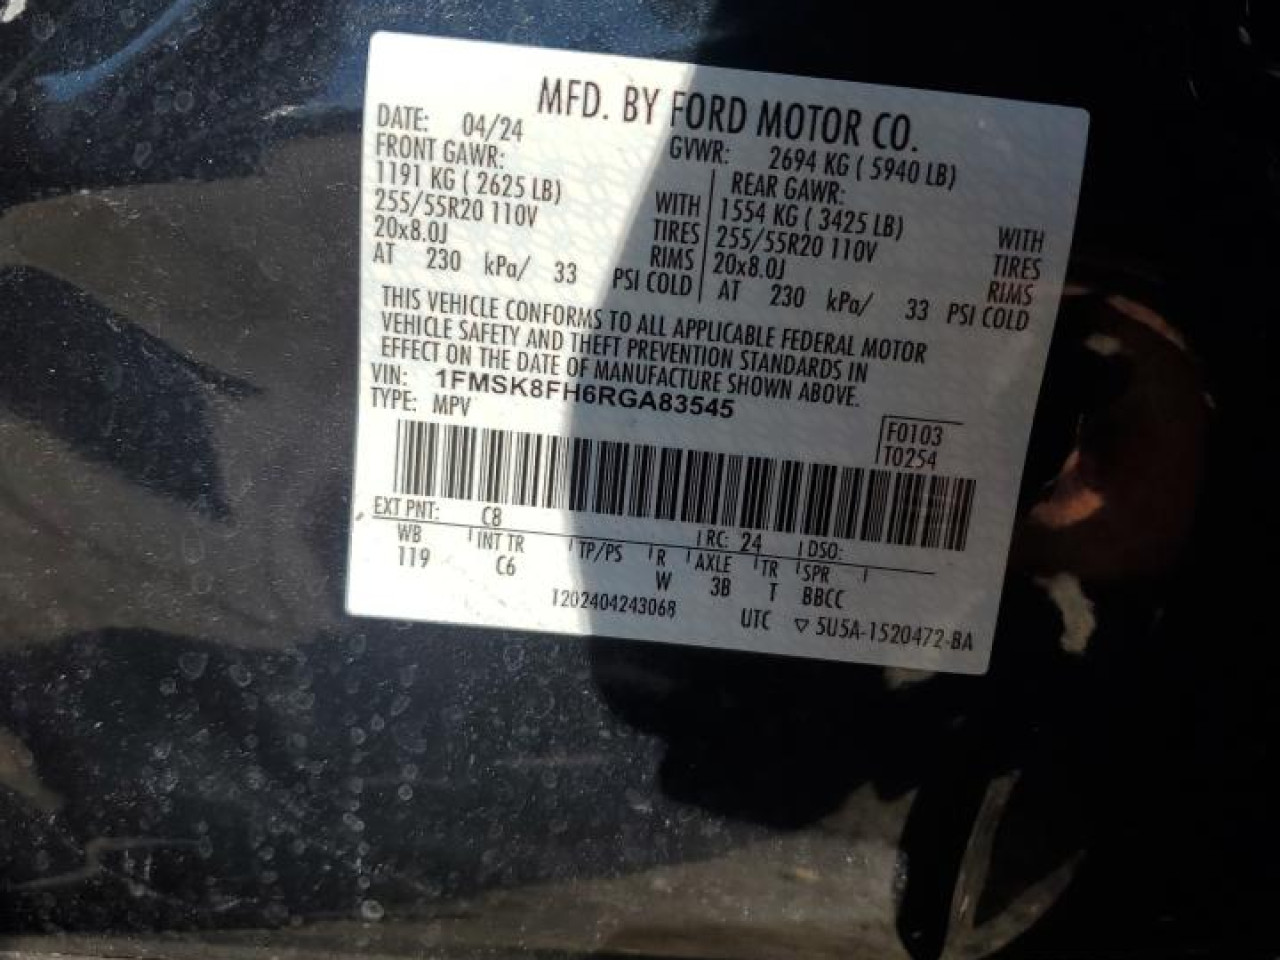 MFD. BY FORD MOTOR CO.
DATE: 04/24 GVWR: 2694 KG ( 5940 LB)
FRONT GAWR: REAR GAWR:
1191 KG ( 2625 LB) WITH 1554 KG ( 3425 LB) WITH
255/55R20 110V TIRES 255/55R20 110V TIRES
20x8.0J RIMS 20x8.0J RIMS
AT 230 kPa/ 33 PSI COLD AT 230 kPa/ 33 PSI COLD
THIS VEHICLE CONFORMS TO ALL APPLICABLE FEDERAL MOTOR
VEHICLE SAFETY AND THEFT PREVENTION STANDARDS IN
EFFECT ON THE DATE OF MANUFACTURE SHOWN ABOVE.
VIN: 1FMSK8FH6RGA83545
TYPE: MPV
F0103
T0254
EXT PNT: C8 RC: 24 DSO:
WB INT TR TP/PS R AXLE TR SPR
119 C6 W 3B T BBCC
T202404243068 UTC ▽ 5U5A-1520472-BA